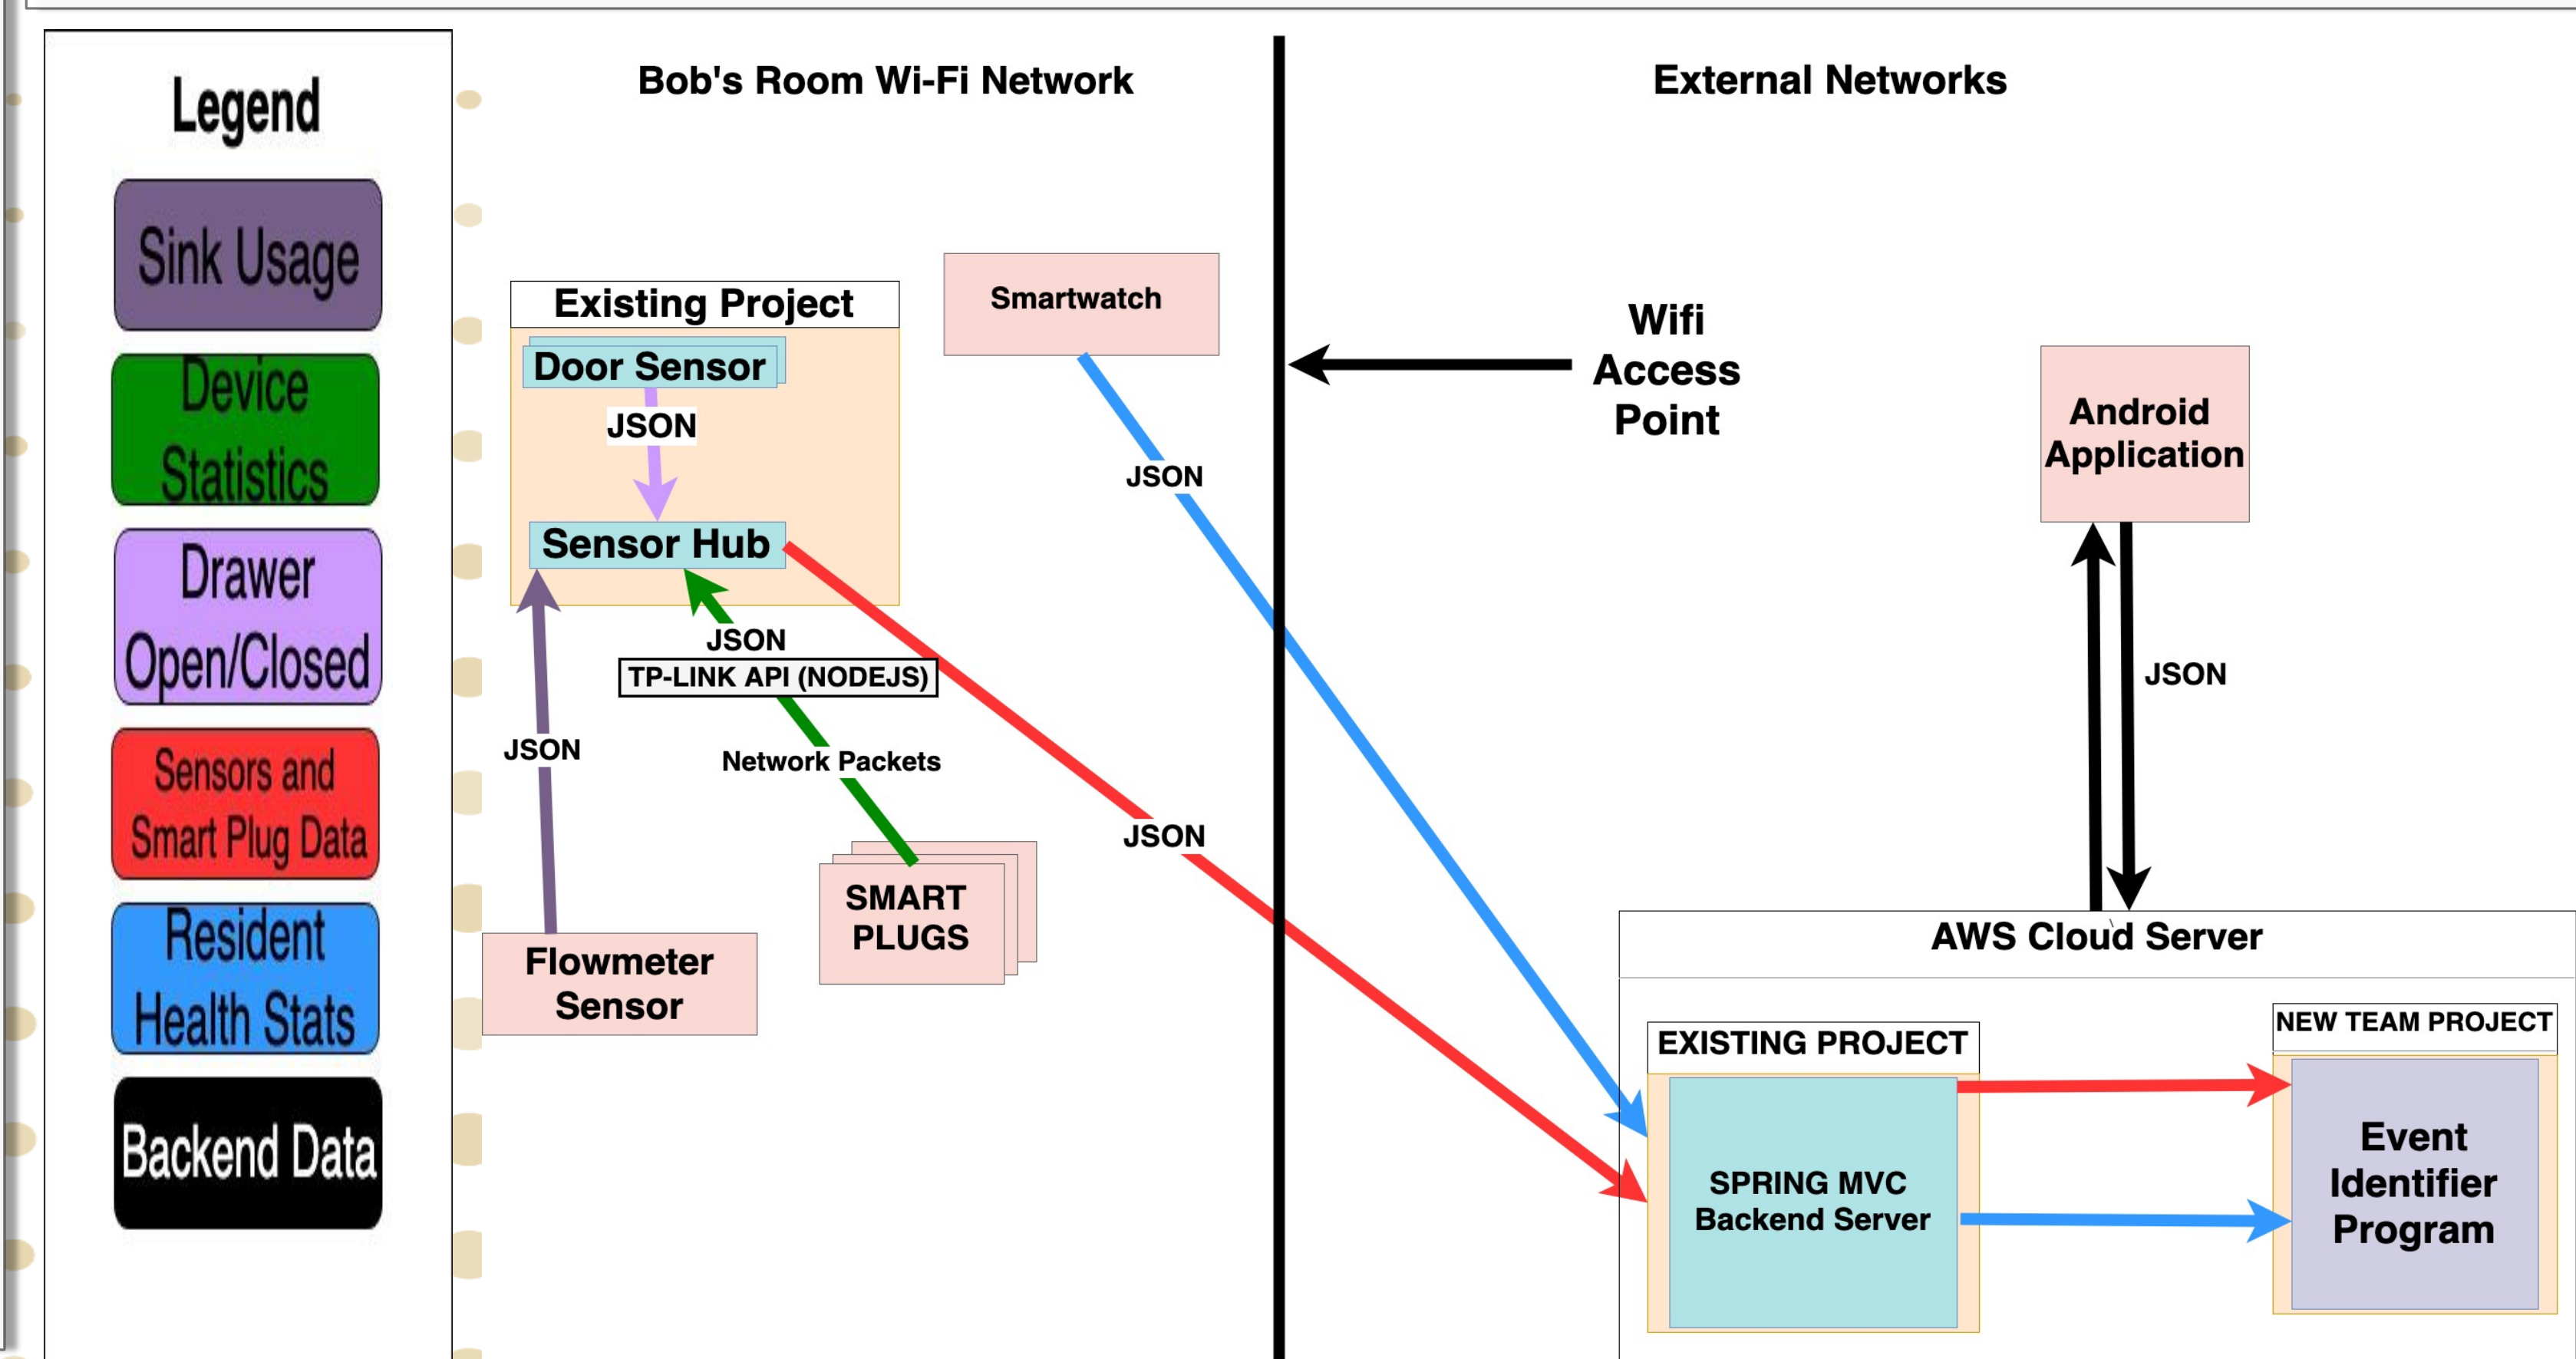 Legend
Sink Usage
Device
Statistics
Drawer
Open/Closed
Sensors and
Smart Plug Data
Resident
Health Stats
Backend Data
Bob's Room Wi-Fi Network
External Networks
Existing Project
Door Sensor
JSON
Sensor Hub
Smartwatch
JSON
Wifi
Access
Point
Android
Application
JSON
TP-LINK API (NODEJS)
JSON
Network Packets
JSON
JSON
SMART
PLUGS
Flowmeter
Sensor
AWS Cloud Server
EXISTING PROJECT
SPRING MVC
Backend Server
NEW TEAM PROJECT
Event
Identifier
Program